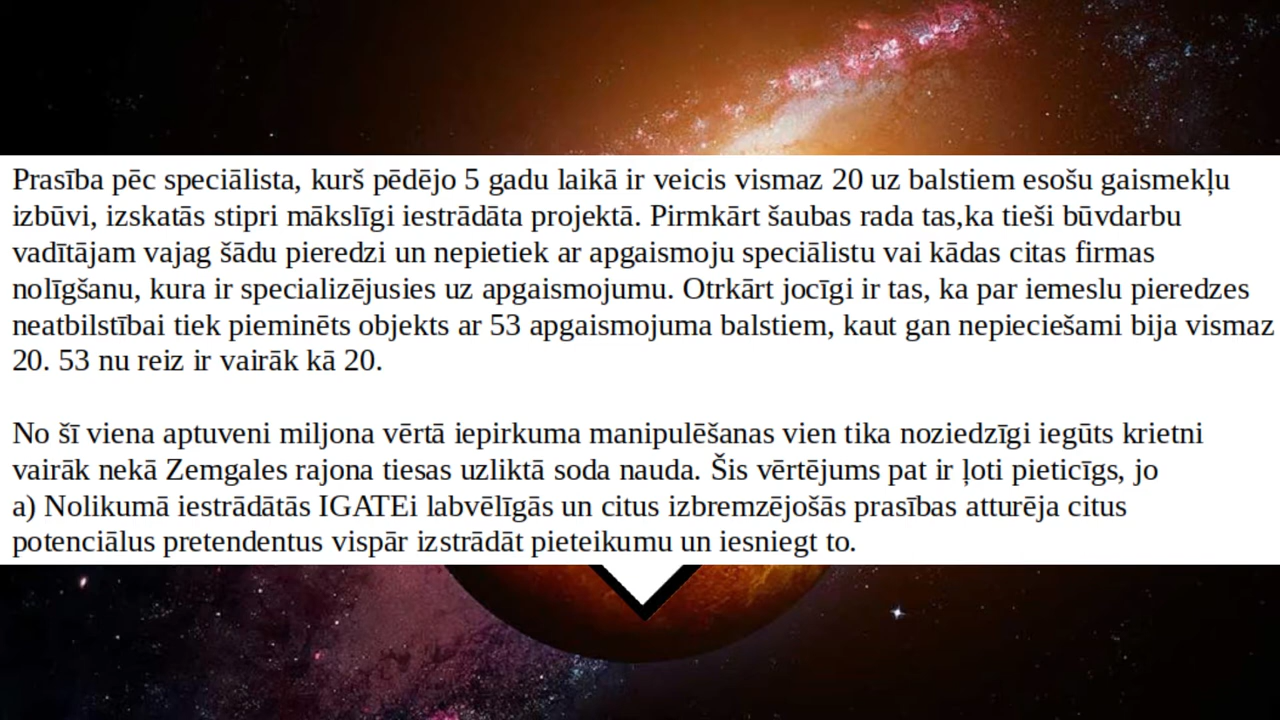 Prasība pēc speciālista, kurš pēdējo 5 gadu laikā ir veicis vismaz 20 uz balstiem esošu gaismekļu
izbūvi, izskatās stipri mākslīgi iestrādāta projektā. Pirmkārt šaubas rada tas,ka tieši būvdarbu
vadītājam vajag šādu pieredzi un nepietiek ar apgaismoju speciālistu vai kādas citas firmas
nolīgšanu, kura ir specializējusies uz apgaismojumu. Otrkārt jocīgi ir tas, ka par iemeslu pieredzes
neatbilstībai tiek pieminēts objekts ar 53 apgaismojuma balstiem, kaut gan nepieciešami bija vismaz
20. 53 nu reiz ir vairāk kā 20.
No šī viena aptuveni miljona vērtā iepirkuma manipulēšanas vien tika noziedzīgi iegūts krietni
vairāk nekā Zemgales rajona tiesas uzliktā soda nauda. Šis vērtējums pat ir ļoti pieticīgs, jo
a) Nolikumā iestrādātās IGATEi labvēlīgās un citus izbremzējošās prasības atturēja citus
potenciālus pretendentus vispār izstrādāt pieteikumu un iesniegt to.